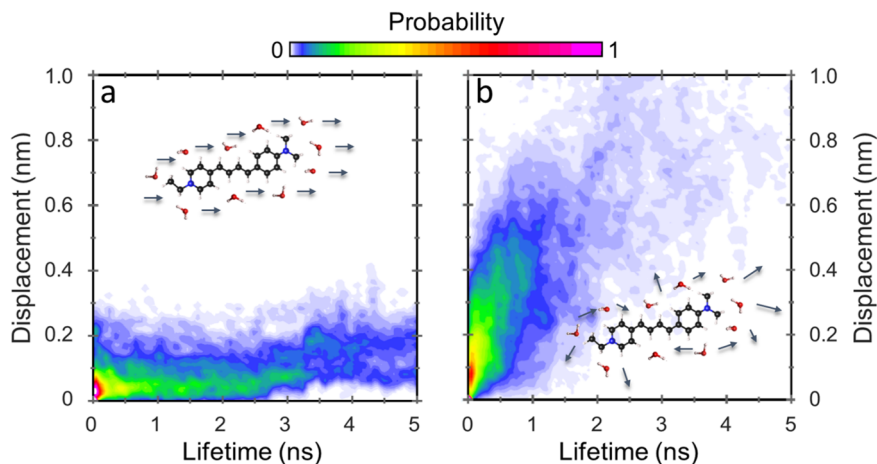 Probability
0 1
a
b
Displacement (nm)
1.0
0.8
0.6
0.4
0.2
0
0 1 2 3 4 5
Lifetime (ns)
1.0
0.8
0.6
0.4
0.2
0
Displacement (nm)
0 1 2 3 4 5
Lifetime (ns)